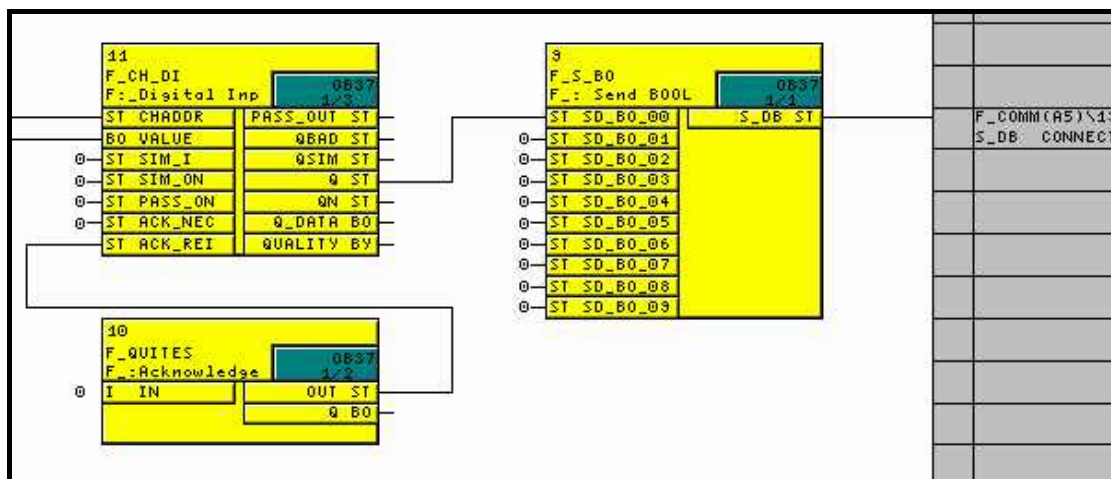 11
F_CH_DI
F:_Digital Inp
OB37
1/3
ST CHADDR PASS_OUT ST
BO VALUE QBAD ST
0 ST SIM_I QSIM ST
0 ST SIM_ON Q ST
0 ST PASS_ON QN ST
0 ST ACK_NEC Q_DATA BO
ST ACK_REI QUALITY BY
10
F_QUITES
F_:Acknowledge
OB37
1/2
0 I IN OUT ST
Q BO
9
F_S_BO
F_: Send BOOL
OB37
1/1
ST SD_BO_00 S_DB ST
0 ST SD_BO_01
0 ST SD_BO_02
0 ST SD_BO_03
0 ST SD_BO_04
0 ST SD_BO_05
0 ST SD_BO_06
0 ST SD_BO_07
0 ST SD_BO_08
0 ST SD_BO_09
F_COMM(A5)\13
S_DB CONNECT